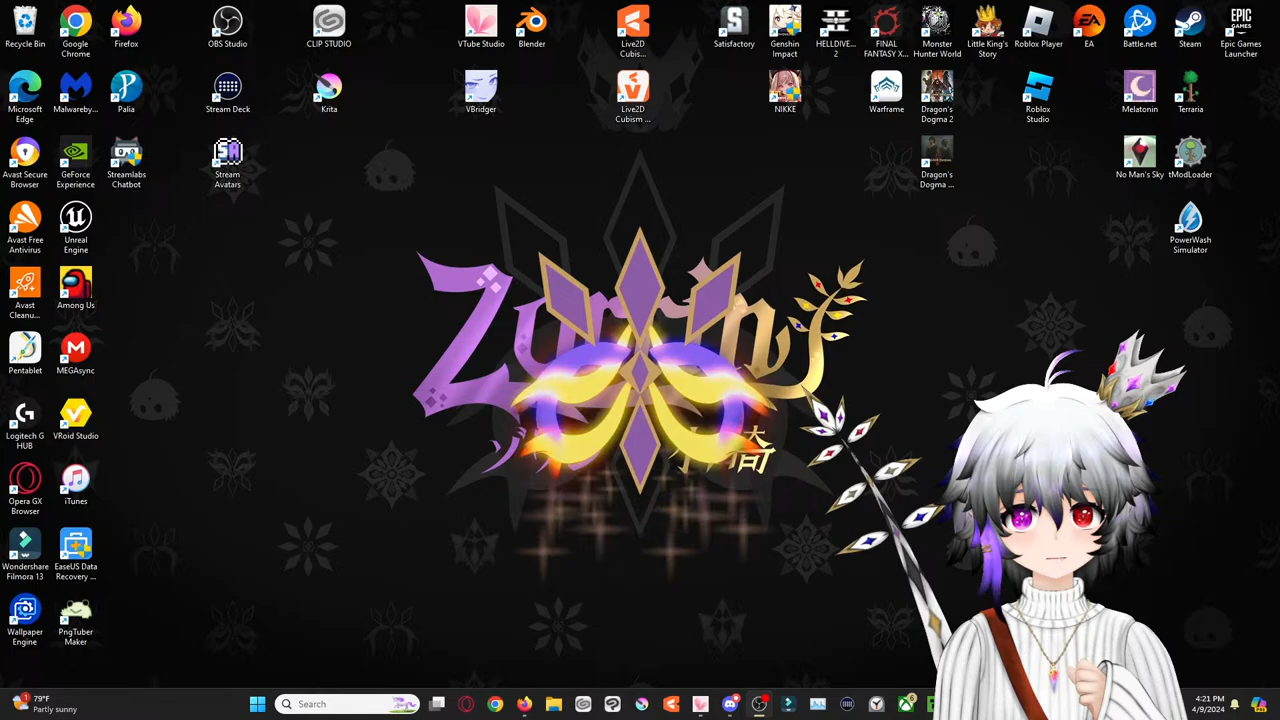 Recycle Bin
Google Chrome
Firefox
OBS Studio
CLIP STUDIO
VTube Studio
Blender
Live2D Cubis...
Satisfactory
Genshin Impact
HELLDIVE... 2
FINAL FANTASY X...
Monster Hunter World
Little King's Story
Roblox Player
EA
Battle.net
Steam
EPIC GAMES
Epic Games Launcher
Microsoft Edge
Malwareby...
Palia
Stream Deck
Krita
VBridger
Live2D Cubism ...
NIKKE
Warframe
Dragon's Dogma 2
Roblox Studio
Melatonin
Terraria
Avast Secure Browser
GeForce Experience
Streamlabs Chatbot
SA
Stream Avatars
Dragon's Dogma ...
No Man's Sky
tModLoader
Avast Free Antivirus
Unreal Engine
PowerWash Simulator
Avast Cleanu...
Among Us
Pentablet
MEGAsync
Logitech G HUB
VRoid Studio
Opera GX Browser
iTunes
Wondershare Filmora 13
EaseUS Data Recovery ...
Wallpaper Engine
PngTuber Maker
79°F
Partly sunny
Search
4:21 PM
4/9/2024